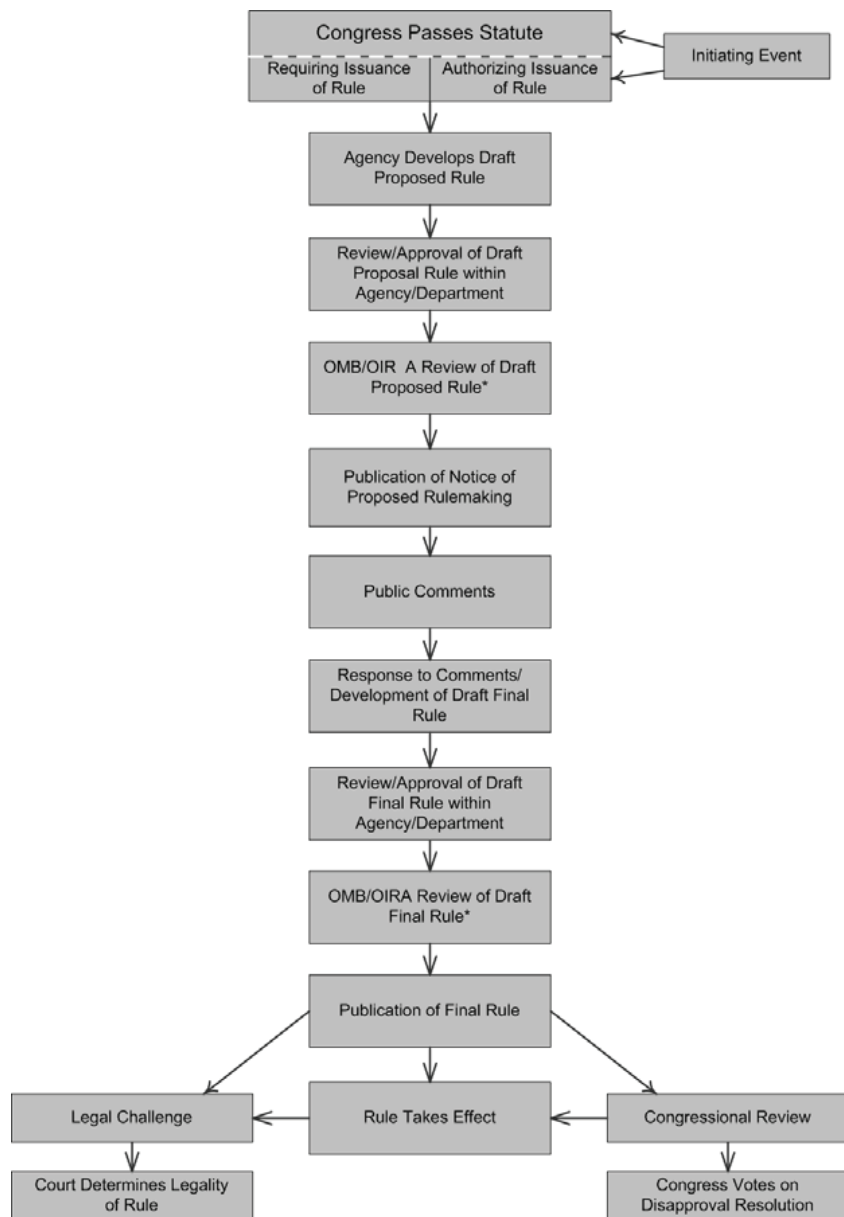 Congress Passes Statute
Initiating Event
Requiring Issuance
of Rule
Authorizing Issuance
of Rule
Agency Develops Draft
Proposed Rule
Review/Approval of Draft
Proposal Rule within
Agency/Department
OMB/OIR A Review of Draft
Proposed Rule*
Publication of Notice of
Proposed Rulemaking
Public Comments
Response to Comments/
Development of Draft Final
Rule
Review/Approval of Draft
Final Rule within
Agency/Department
OMB/OIRA Review of Draft
Final Rule*
Publication of Final Rule
Legal Challenge
Rule Takes Effect
Congressional Review
Court Determines Legality
of Rule
Congress Votes on
Disapproval Resolution